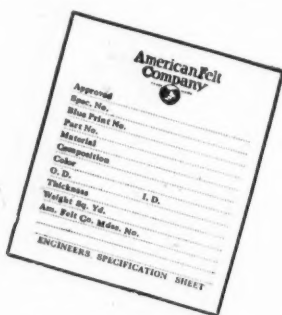 American Felt
Company
Approved
Spec. No.
Blue Print No.
Part No.
Material
Composition
Color
O. D. I. D.
Thickness
Weight Sq. Yd.
Am. Felt Co. Mdse. No.
ENGINEERS SPECIFICATION SHEET